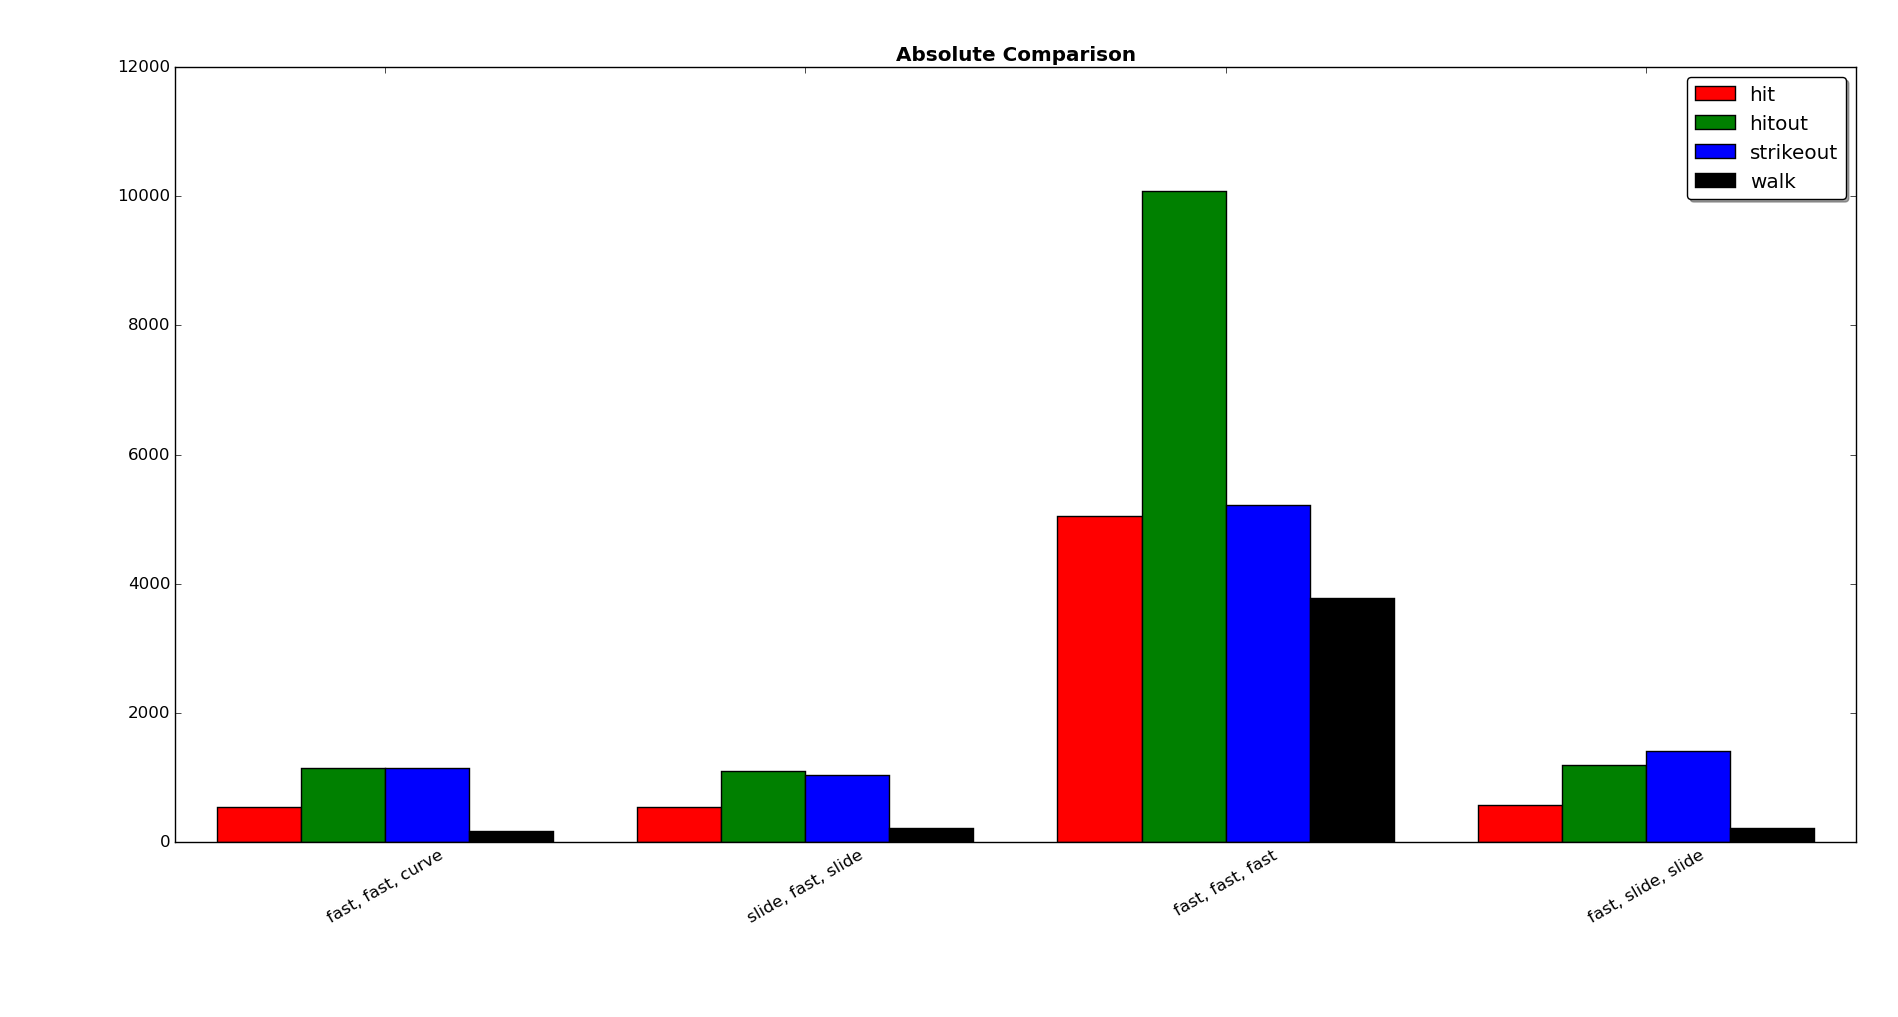 Absolute Comparison
12000
10000
8000
6000
4000
2000
0
hit
hitout
strikeout
walk
fast, fast, curve
slide, fast, slide
fast, fast, fast
fast, slide, slide